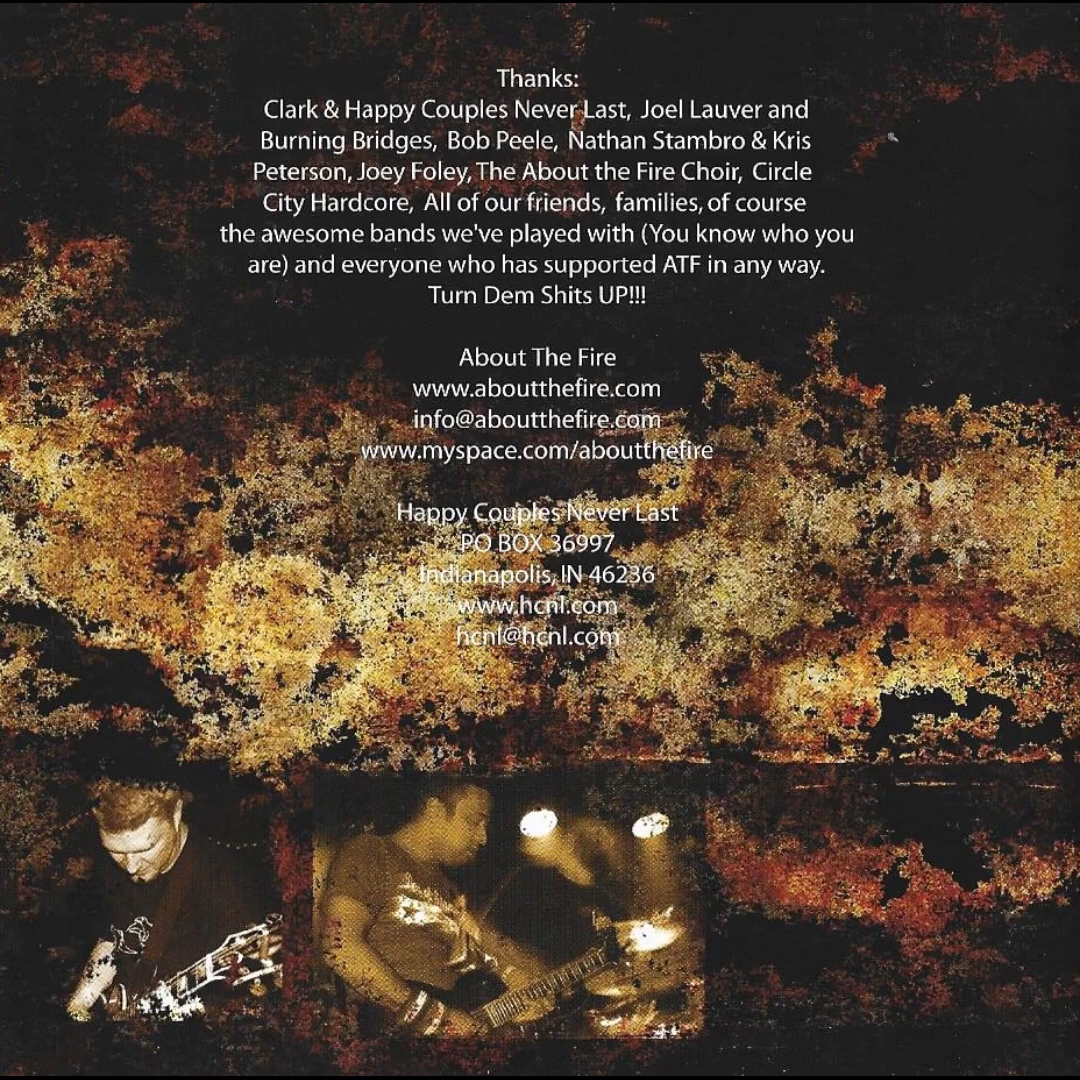 Thanks:
Clark & Happy Couples Never Last, Joel Lauver and
Burning Bridges, Bob Peele, Nathan Stambro & Kris
Peterson, Joey Foley, The About the Fire Choir, Circle
City Hardcore, All of our friends, families, of course
the awesome bands we've played with (You know who you
are) and everyone who has supported ATF in any way.
Turn Dem Shits UP!!!
About The Fire
www.aboutthefire.com
info@aboutthefire.com
www.myspace.com/aboutthefire
Happy Couples Never Last
PO BOX 36997
Indianapolis, IN 46236
www.hcnl.com
hcnl@hcnl.com